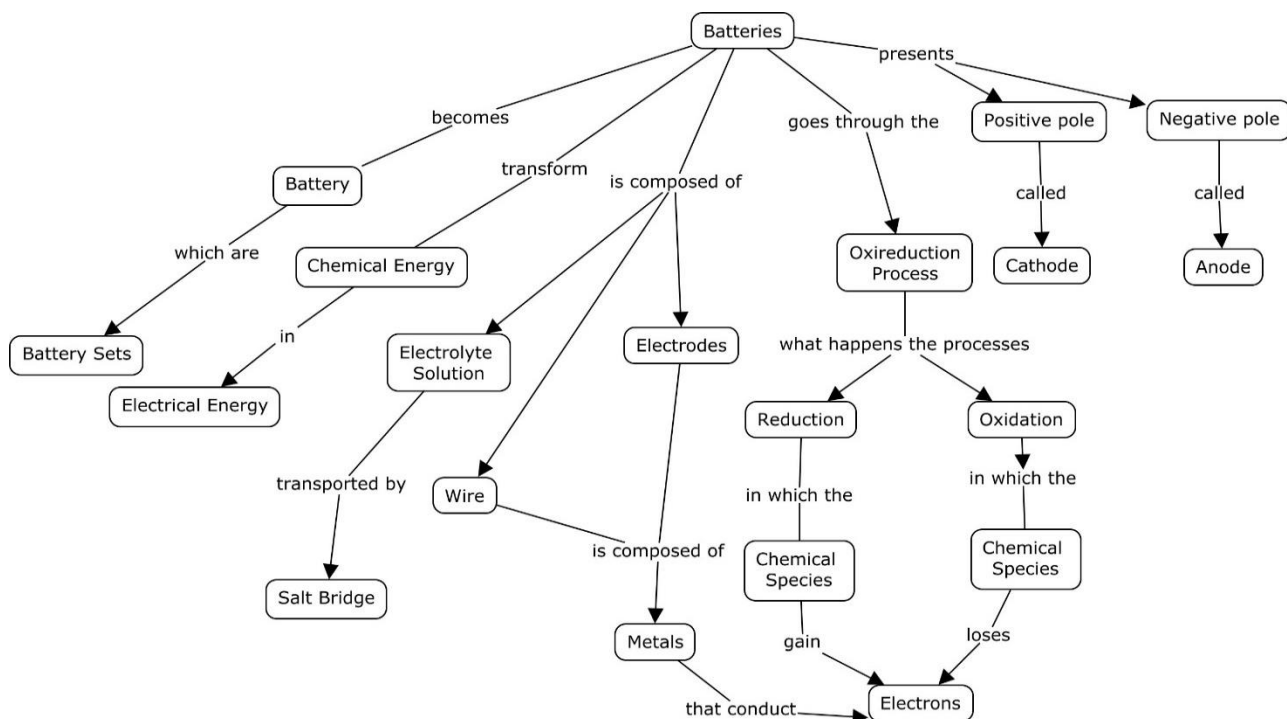 Batteries
presents
becomes
goes through the
Positive pole
Negative pole
transform
is composed of
Battery
called
called
which are
Chemical Energy
Oxireduction
Process
Cathode
Anode
in
Battery Sets
Electrical Energy
Electrolyte
Solution
Electrodes
what happens the processes
Reduction
Oxidation
transported by
Wire
in which the
in which the
is composed of
Chemical
Species
Chemical
Species
Salt Bridge
Metals
gain
loses
that conduct
Electrons